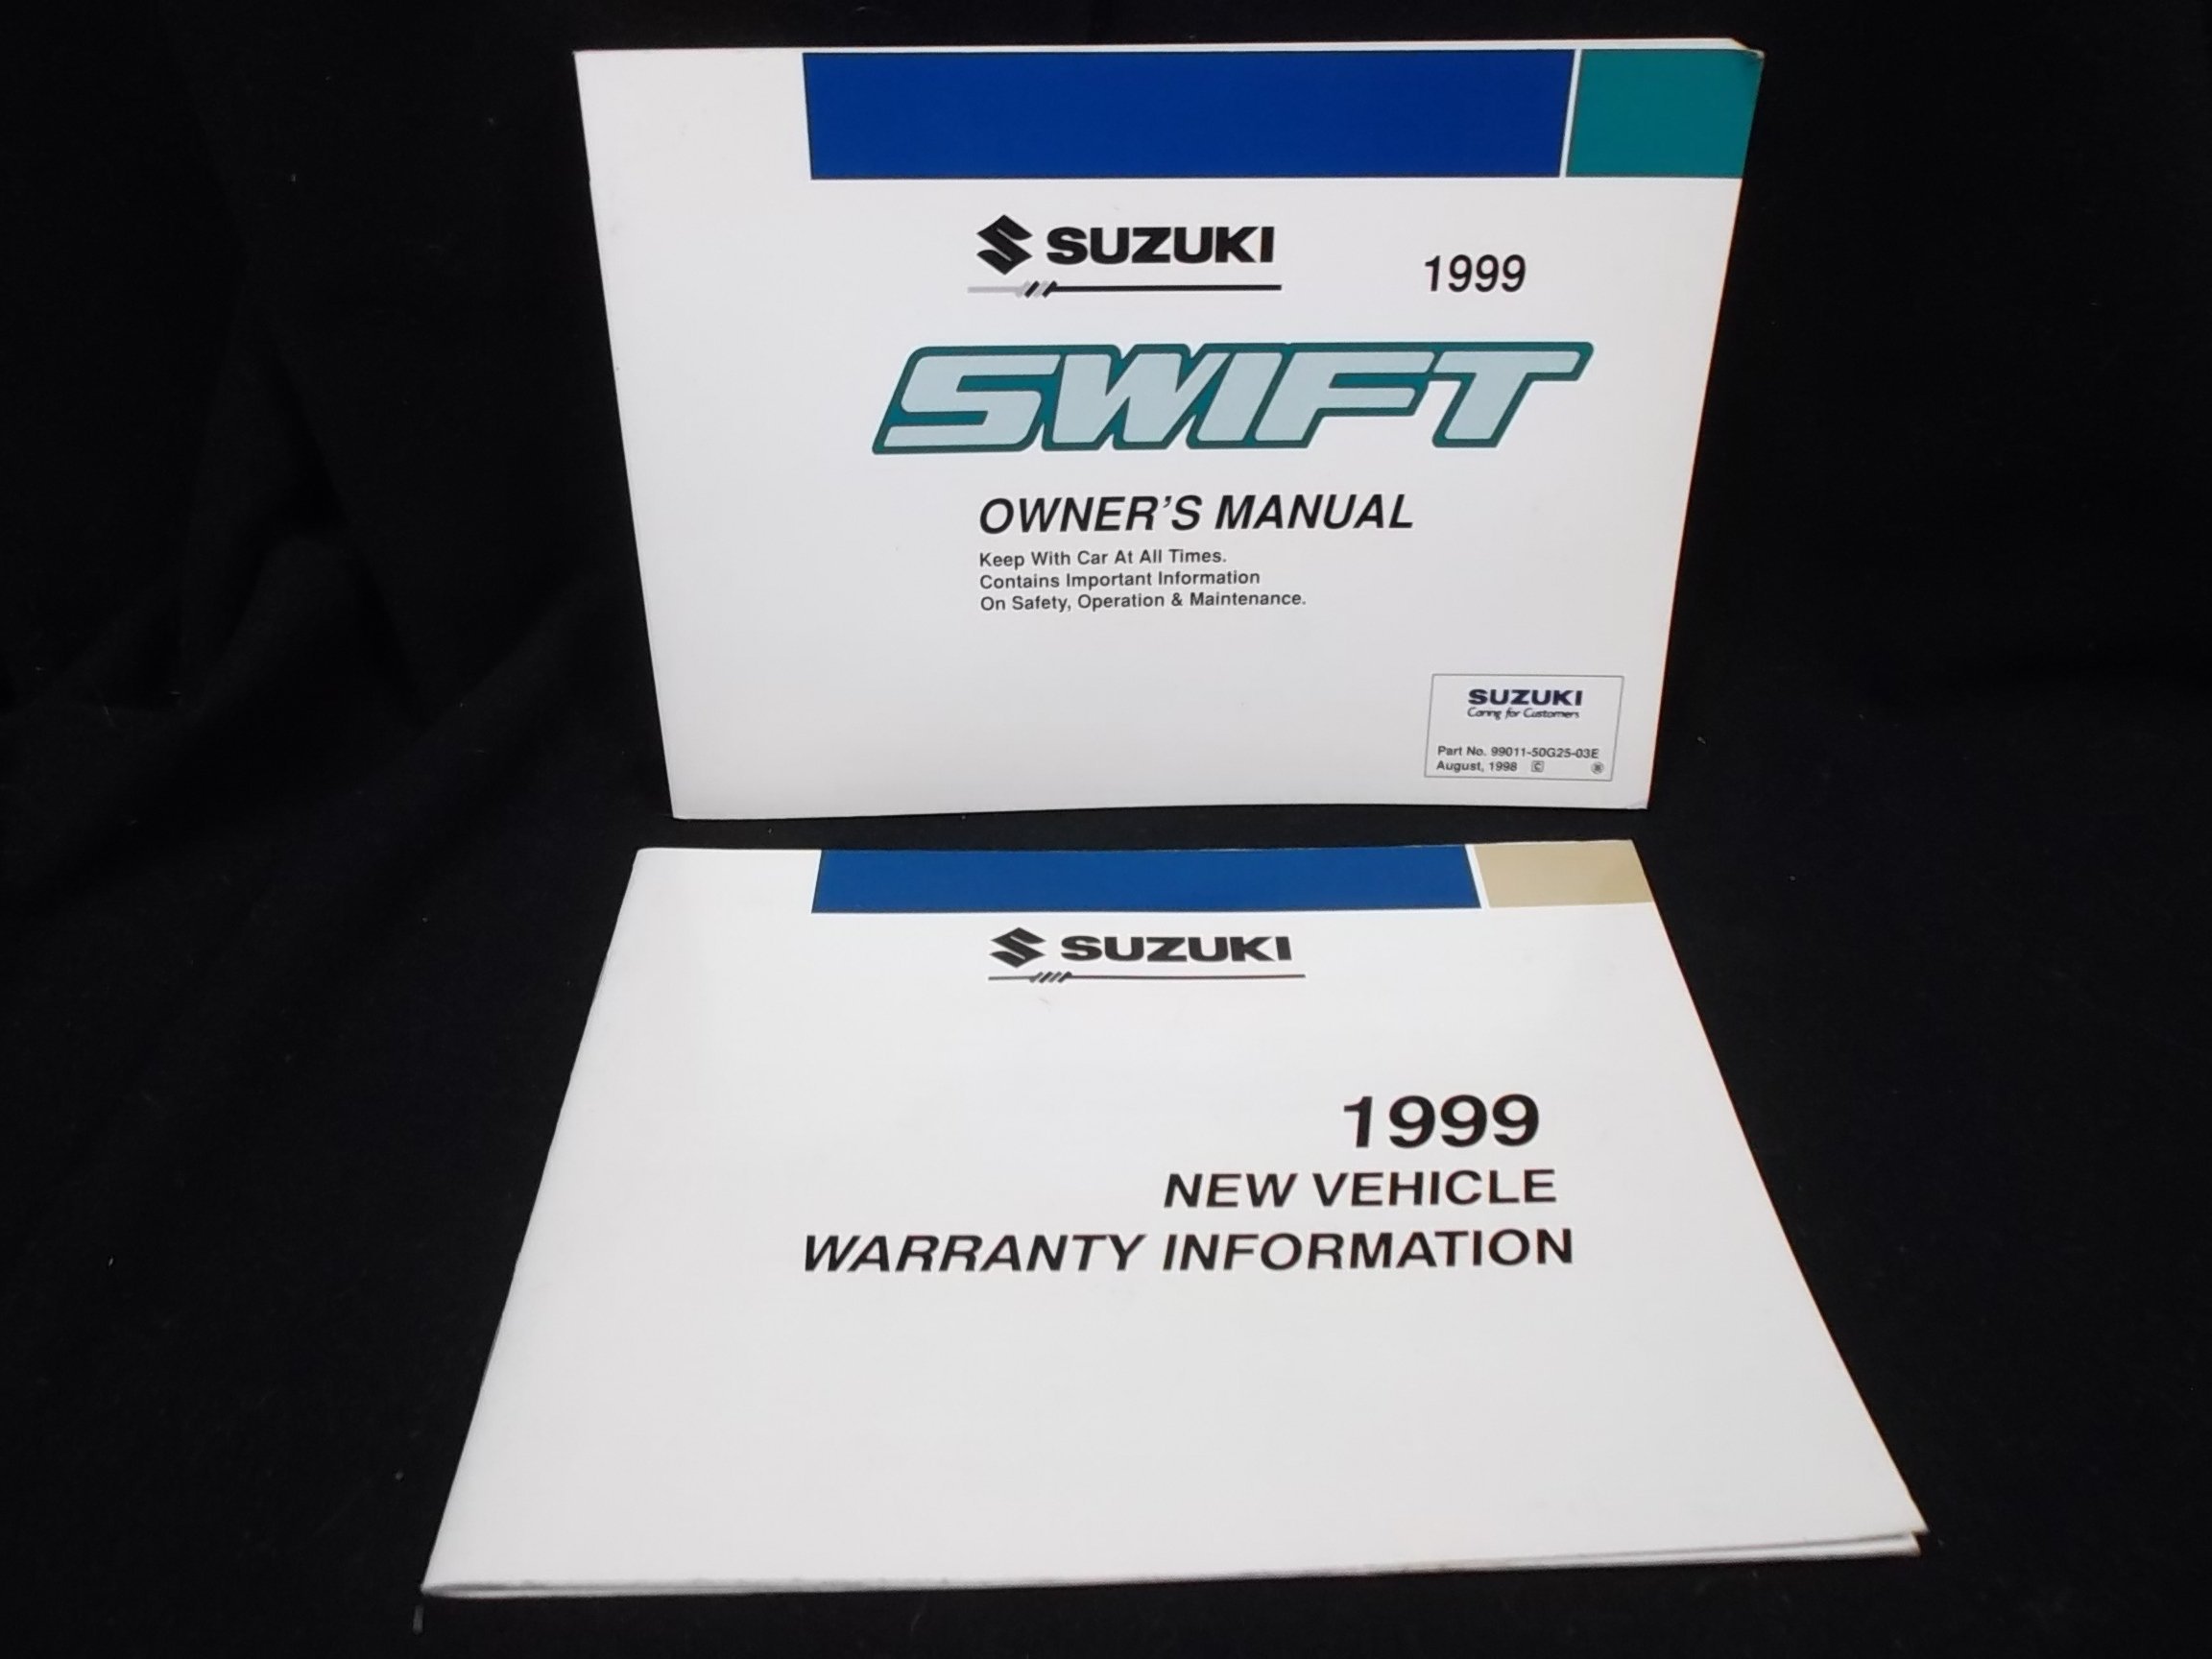 SUZUKI
1999
SWIFT
OWNER'S MANUAL
Keep With Car At All Times.
Contains Important Information
On Safety, Operation & Maintenance.
SUZUKI
Caring for Customers
Part No. 99011-50G25-03E
August, 1998 C
SUZUKI
1999
NEW VEHICLE
WARRANTY INFORMATION